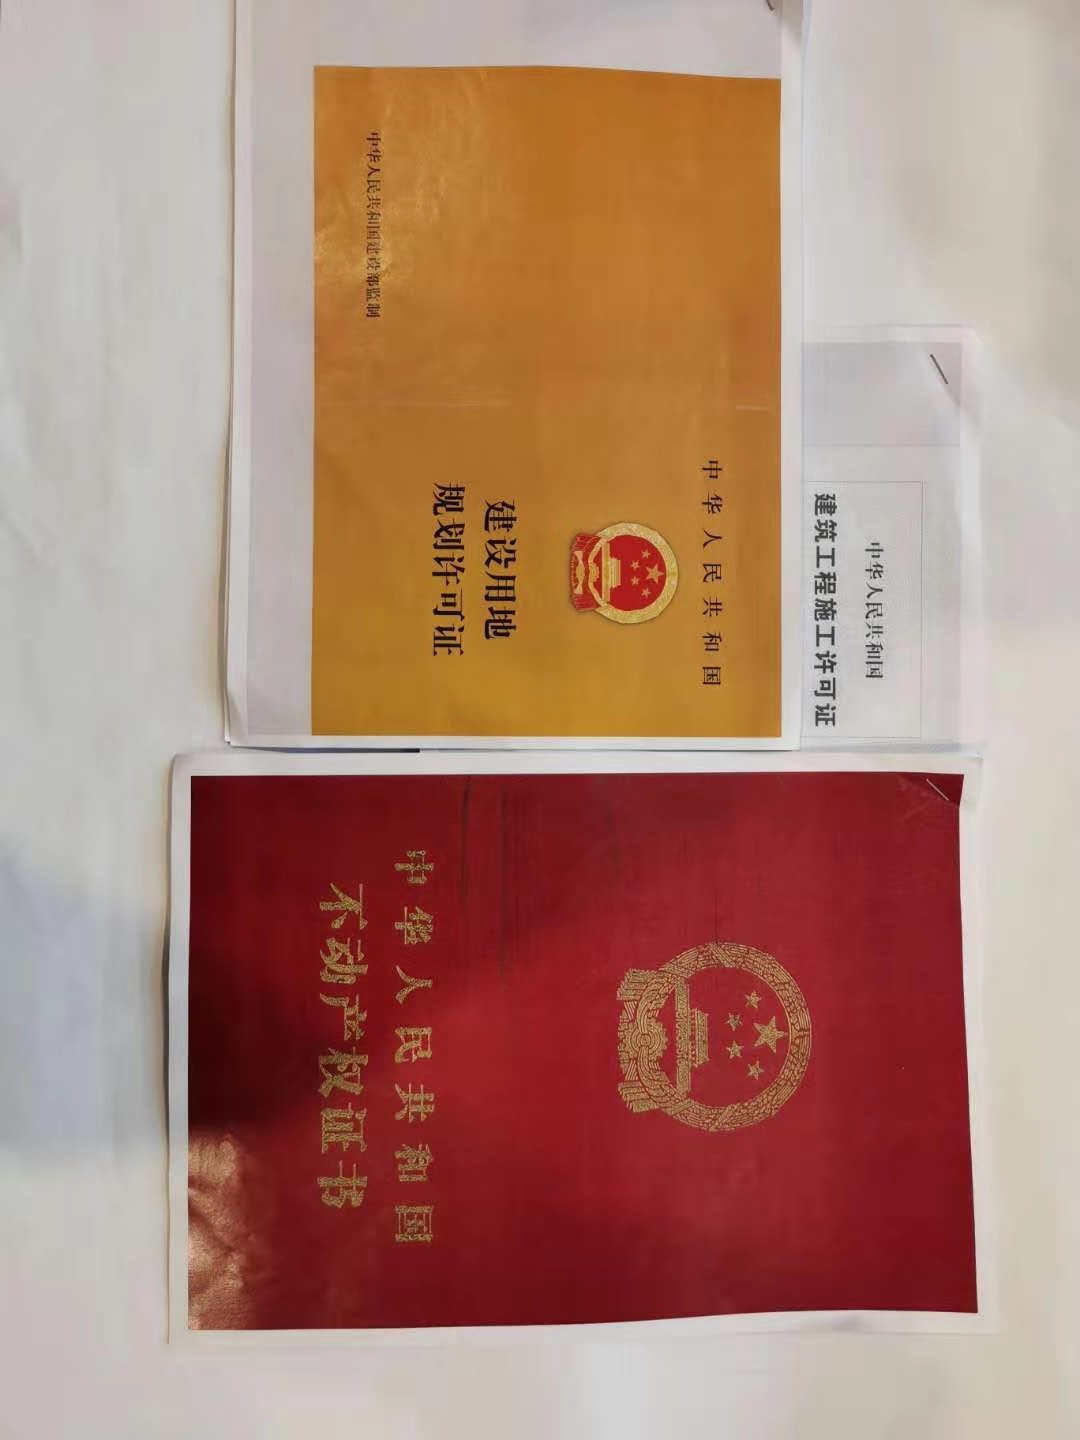 中华人民共和国
建设用地
规划许可证
中华人民共和国建设部监制
中华人民共和国
建筑工程施工许可证
中华人民共和国
不动产权证书